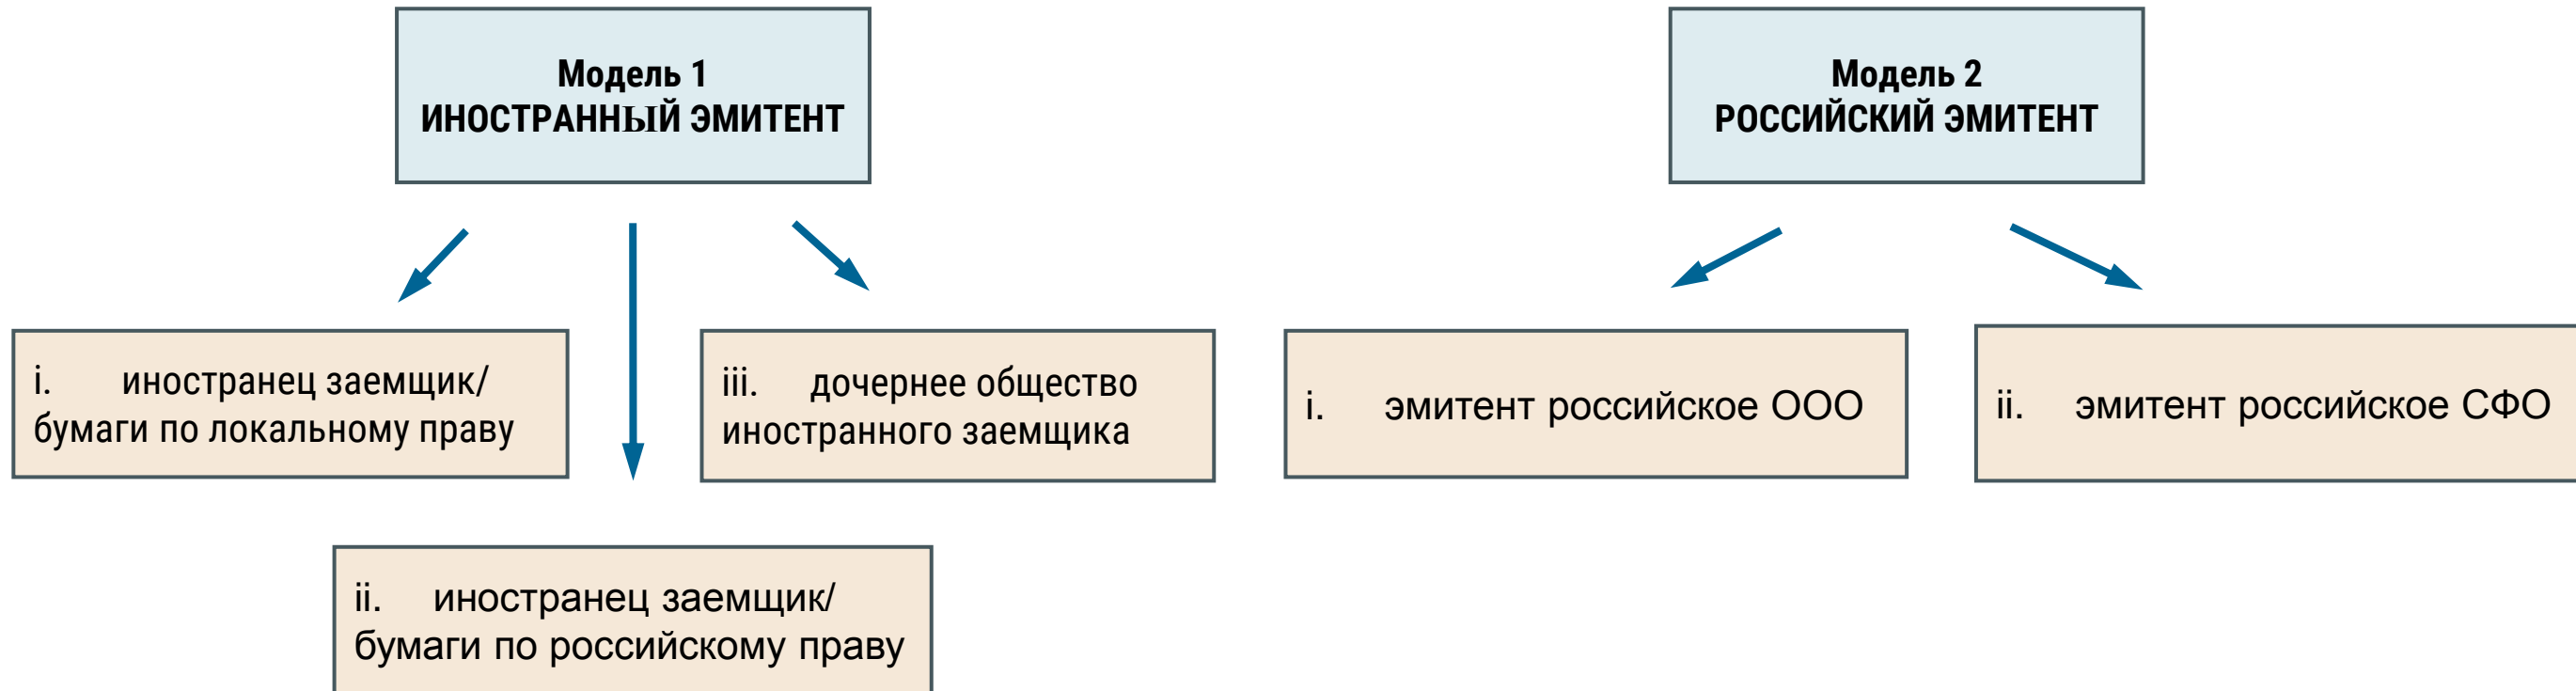 Модель 1
ИНОСТРАННЫЙ ЭМИТЕНТ
i. иностранец заемщик/
бумаги по локальному праву
ii. иностранец заемщик/
бумаги по российскому праву
iii. дочернее общество
иностранного заемщика
Модель 2
РОССИЙСКИЙ ЭМИТЕНТ
i. эмитент российское ООО
ii. эмитент российское СФО